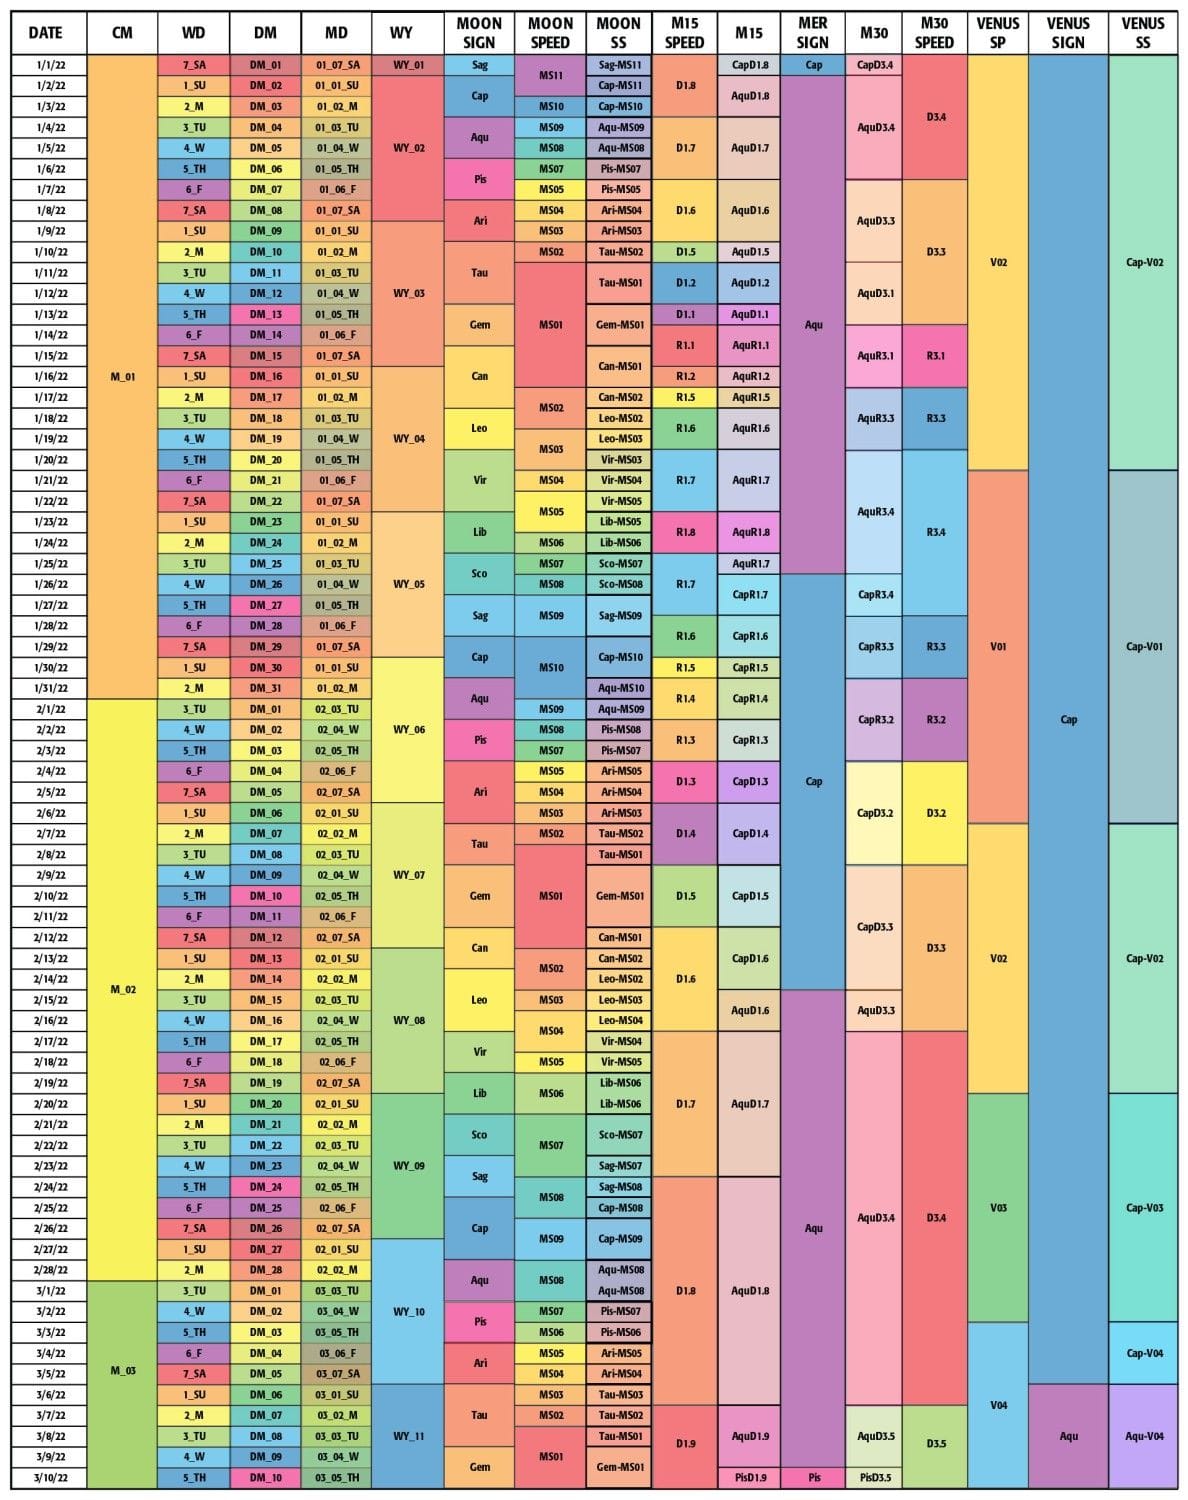 DATE CM WD DM MD WY MOON SIGN MOON SPEED MOON SS M15 SPEED M15 MER SIGN M30 M30 SPEED VENUS SP VENUS SIGN VENUS SS
1/1/22 M_01 7_SA DM_01 01_07_SA WY_01 Sag MS11 Sag-MS11 D1.8 CapD1.8 Cap CapD3.4 D3.4 V02 Cap Cap-V02
1/2/22 1_SU DM_02 01_01_SU WY_02 Cap Cap-MS11 AquD1.8 Aqu AquD3.4
1/3/22 2_M DM_03 01_02_M MS10 Cap-MS10
1/4/22 3_TU DM_04 01_03_TU Aqu MS09 Aqu-MS09 D1.7 AquD1.7
1/5/22 4_W DM_05 01_04_W MS08 Aqu-MS08
1/6/22 5_TH DM_06 01_05_TH Pis MS07 Pis-MS07
1/7/22 6_F DM_07 01_06_F MS05 Pis-MS05 D1.6 AquD1.6 AquD3.3 D3.3
1/8/22 7_SA DM_08 01_07_SA Ari MS04 Ari-MS04
1/9/22 1_SU DM_09 01_01_SU WY_03 MS03 Ari-MS03
1/10/22 2_M DM_10 01_02_M Tau MS02 Tau-MS02 D1.5 AquD1.5
1/11/22 3_TU DM_11 01_03_TU MS01 Tau-MS01 D1.2 AquD1.2 AquD3.1
1/12/22 4_W DM_12 01_04_W
1/13/22 5_TH DM_13 01_05_TH Gem Gem-MS01 D1.1 AquD1.1
1/14/22 6_F DM_14 01_06_F R1.1 AquR1.1 AquR3.1 R3.1
1/15/22 7_SA DM_15 01_07_SA Can Can-MS01
1/16/22 1_SU DM_16 01_01_SU WY_04 R1.2 AquR1.2
1/17/22 2_M DM_17 01_02_M MS02 Can-MS02 R1.5 AquR1.5 AquR3.3 R3.3
1/18/22 3_TU DM_18 01_03_TU Leo Leo-MS02 R1.6 AquR1.6
1/19/22 4_W DM_19 01_04_W MS03 Leo-MS03
1/20/22 5_TH DM_20 01_05_TH Vir Vir-MS03 R1.7 AquR1.7 AquR3.4 R3.4
1/21/22 6_F DM_21 01_06_F MS04 Vir-MS04 V01 Cap-V01
1/22/22 7_SA DM_22 01_07_SA MS05 Vir-MS05
1/23/22 1_SU DM_23 01_01_SU WY_05 Lib Lib-MS05 R1.8 AquR1.8
1/24/22 2_M DM_24 01_02_M MS06 Lib-MS06
1/25/22 3_TU DM_25 01_03_TU Sco MS07 Sco-MS07 R1.7 AquR1.7
1/26/22 4_W DM_26 01_04_W MS08 Sco-MS08 CapR1.7 Cap CapR3.4
1/27/22 5_TH DM_27 01_05_TH Sag MS09 Sag-MS09
1/28/22 6_F DM_28 01_06_F R1.6 CapR1.6 CapR3.3 R3.3
1/29/22 7_SA DM_29 01_07_SA Cap MS10 Cap-MS10
1/30/22 1_SU DM_30 01_01_SU WY_06 R1.5 CapR1.5
1/31/22 2_M DM_31 01_02_M Aqu Aqu-MS10 R1.4 CapR1.4 CapR3.2 R3.2
2/1/22 M_02 3_TU DM_01 02_03_TU MS09 Aqu-MS09
2/2/22 4_W DM_02 02_04_W Pis MS08 Pis-MS08 R1.3 CapR1.3
2/3/22 5_TH DM_03 02_05_TH MS07 Pis-MS07
2/4/22 6_F DM_04 02_06_F Ari MS05 Ari-MS05 D1.3 CapD1.3 CapD3.2 D3.2
2/5/22 7_SA DM_05 02_07_SA MS04 Ari-MS04
2/6/22 1_SU DM_06 02_01_SU WY_07 MS03 Ari-MS03 D1.4 CapD1.4
2/7/22 2_M DM_07 02_02_M Tau MS02 Tau-MS02 V02 Cap-V02
2/8/22 3_TU DM_08 02_03_TU MS01 Tau-MS01
2/9/22 4_W DM_09 02_04_W Gem Gem-MS01 D1.5 CapD1.5 CapD3.3 D3.3
2/10/22 5_TH DM_10 02_05_TH
2/11/22 6_F DM_11 02_06_F
2/12/22 7_SA DM_12 02_07_SA Can Can-MS01 D1.6 CapD1.6
2/13/22 1_SU DM_13 02_01_SU WY_08 MS02 Can-MS02
2/14/22 2_M DM_14 02_02_M Leo Leo-MS02
2/15/22 3_TU DM_15 02_03_TU MS03 Leo-MS03 AquD1.6 Aqu AquD3.3
2/16/22 4_W DM_16 02_04_W MS04 Leo-MS04
2/17/22 5_TH DM_17 02_05_TH Vir Vir-MS04 D1.7 AquD1.7 AquD3.4 D3.4
2/18/22 6_F DM_18 02_06_F MS05 Vir-MS05
2/19/22 7_SA DM_19 02_07_SA Lib MS06 Lib-MS06
2/20/22 1_SU DM_20 02_01_SU WY_09 Lib-MS06 V03 Cap-V03
2/21/22 2_M DM_21 02_02_M Sco MS07 Sco-MS07
2/22/22 3_TU DM_22 02_03_TU
2/23/22 4_W DM_23 02_04_W Sag Sag-MS07
2/24/22 5_TH DM_24 02_05_TH MS08 Sag-MS08 D1.8 AquD1.8
2/25/22 6_F DM_25 02_06_F Cap Cap-MS08
2/26/22 7_SA DM_26 02_07_SA MS09 Cap-MS09
2/27/22 1_SU DM_27 02_01_SU WY_10
2/28/22 2_M DM_28 02_02_M Aqu MS08 Aqu-MS08
3/1/22 M_03 3_TU DM_01 03_03_TU Aqu-MS08
3/2/22 4_W DM_02 03_04_W Pis MS07 Pis-MS07
3/3/22 5_TH DM_03 03_05_TH MS06 Pis-MS06 V04 Cap-V04
3/4/22 6_F DM_04 03_06_F Ari MS05 Ari-MS05
3/5/22 7_SA DM_05 03_07_SA MS04 Ari-MS04
3/6/22 1_SU DM_06 03_01_SU WY_11 Tau MS03 Tau-MS03 Aqu Aqu-V04
3/7/22 2_M DM_07 03_02_M MS02 Tau-MS02 D1.9 AquD1.9 AquD3.5 D3.5
3/8/22 3_TU DM_08 03_03_TU MS01 Tau-MS01
3/9/22 4_W DM_09 03_04_W Gem Gem-MS01
3/10/22 5_TH DM_10 03_05_TH PisD1.9 Pis PisD3.5